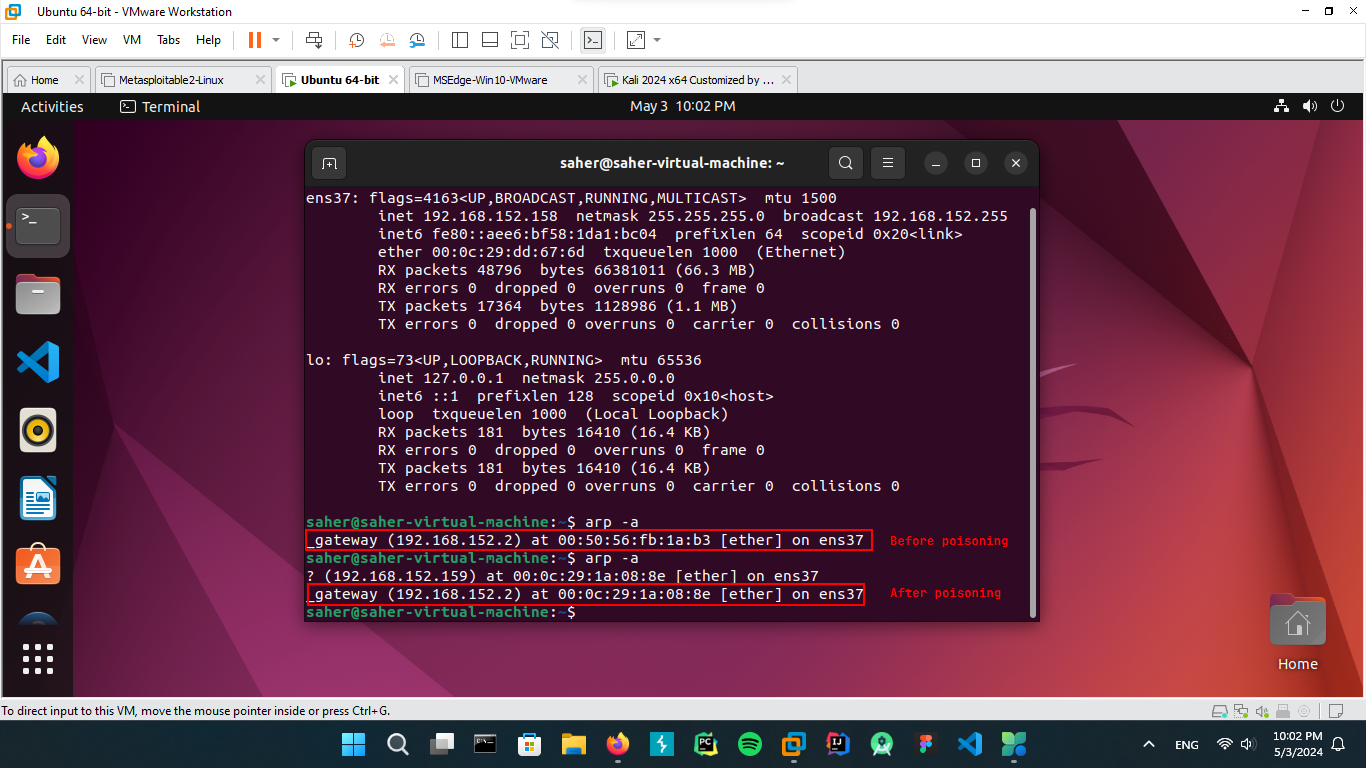 Ubuntu 64-bit - VMware Workstation
File Edit View VM Tabs Help
Home Metasploitable2-Linux Ubuntu 64-bit MSEdge-Win10-VMware Kali 2024 x64 Customized by ...
Activities Terminal May 3 10:02 PM
saher@saher-virtual-machine: ~
ens37: flags=4163<UP,BROADCAST,RUNNING,MULTICAST>  mtu 1500
        inet 192.168.152.158  netmask 255.255.255.0  broadcast 192.168.152.255
        inet6 fe80::aee6:bf58:1da1:bc04  prefixlen 64  scopeid 0x20<link>
        ether 00:0c:29:dd:67:6d  txqueuelen 1000  (Ethernet)
        RX packets 48796  bytes 66381011 (66.3 MB)
        RX errors 0  dropped 0  overruns 0  frame 0
        TX packets 17364  bytes 1128986 (1.1 MB)
        TX errors 0  dropped 0 overruns 0  carrier 0  collisions 0
lo: flags=73<UP,LOOPBACK,RUNNING>  mtu 65536
        inet 127.0.0.1  netmask 255.0.0.0
        inet6 ::1  prefixlen 128  scopeid 0x10<host>
        loop  txqueuelen 1000  (Local Loopback)
        RX packets 181  bytes 16410 (16.4 KB)
        RX errors 0  dropped 0  overruns 0  frame 0
        TX packets 181  bytes 16410 (16.4 KB)
        TX errors 0  dropped 0 overruns 0  carrier 0  collisions 0
saher@saher-virtual-machine:~$ arp -a
_gateway (192.168.152.2) at 00:50:56:fb:1a:b3 [ether] on ens37 Before poisoning
saher@saher-virtual-machine:~$ arp -a
? (192.168.152.159) at 00:0c:29:1a:08:8e [ether] on ens37
_gateway (192.168.152.2) at 00:0c:29:1a:08:8e [ether] on ens37 After poisoning
saher@saher-virtual-machine:~$
Home
To direct input to this VM, move the mouse pointer inside or press Ctrl+G.
ENG 10:02 PM
5/3/2024